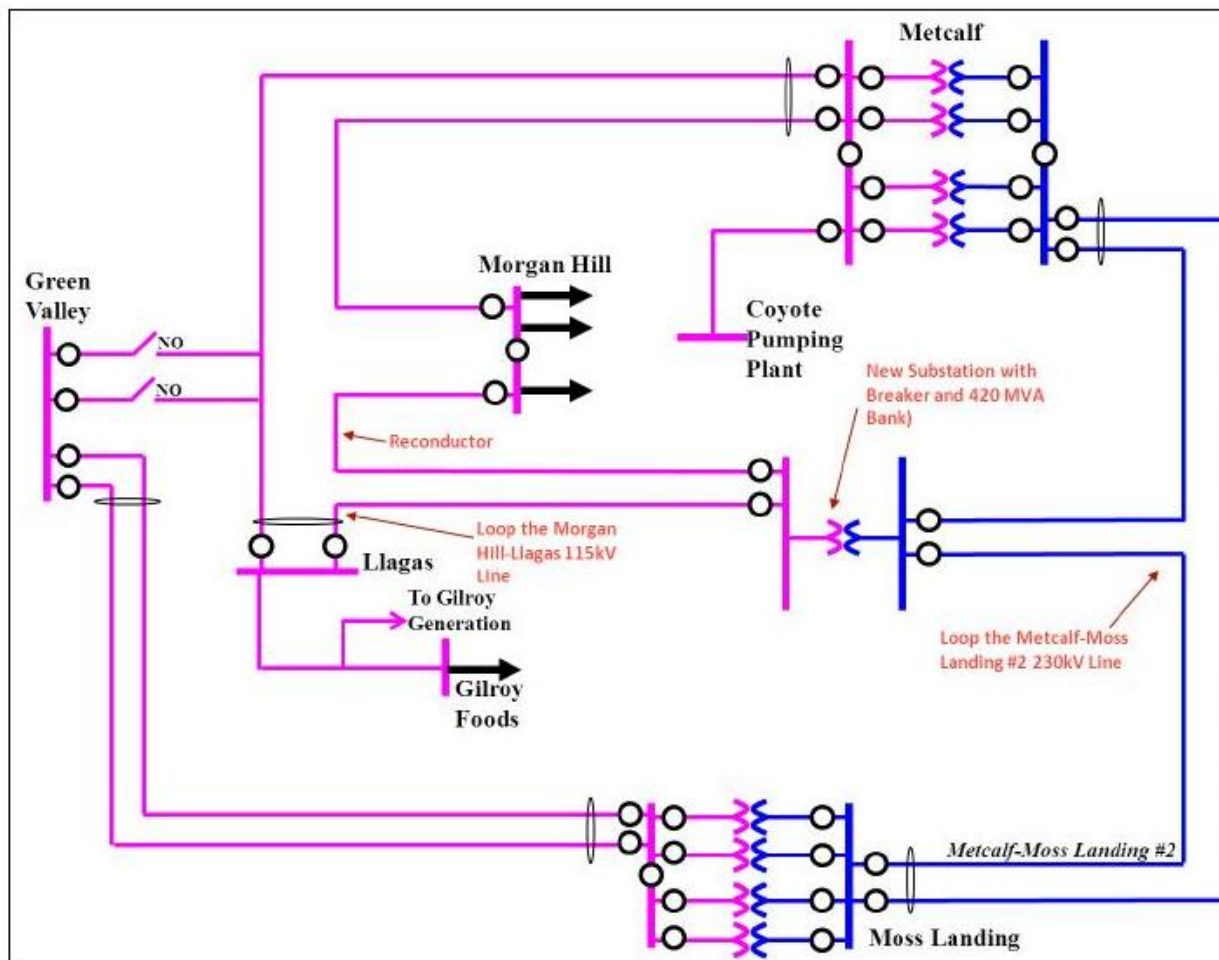 Metcalf
Green
Valley
NO
NO
Morgan Hill
Coyote
Pumping
Plant
New Substation with
Breaker and 420 MVA
Bank)
Reconductor
Loop the Morgan
Hill-Llagas 115kV
Line
Llagas
To Gilroy
Generation
Gilroy
Foods
Loop the Metcalf-Moss
Landing #2 230kV Line
Metcalf-Moss Landing #2
Moss Landing